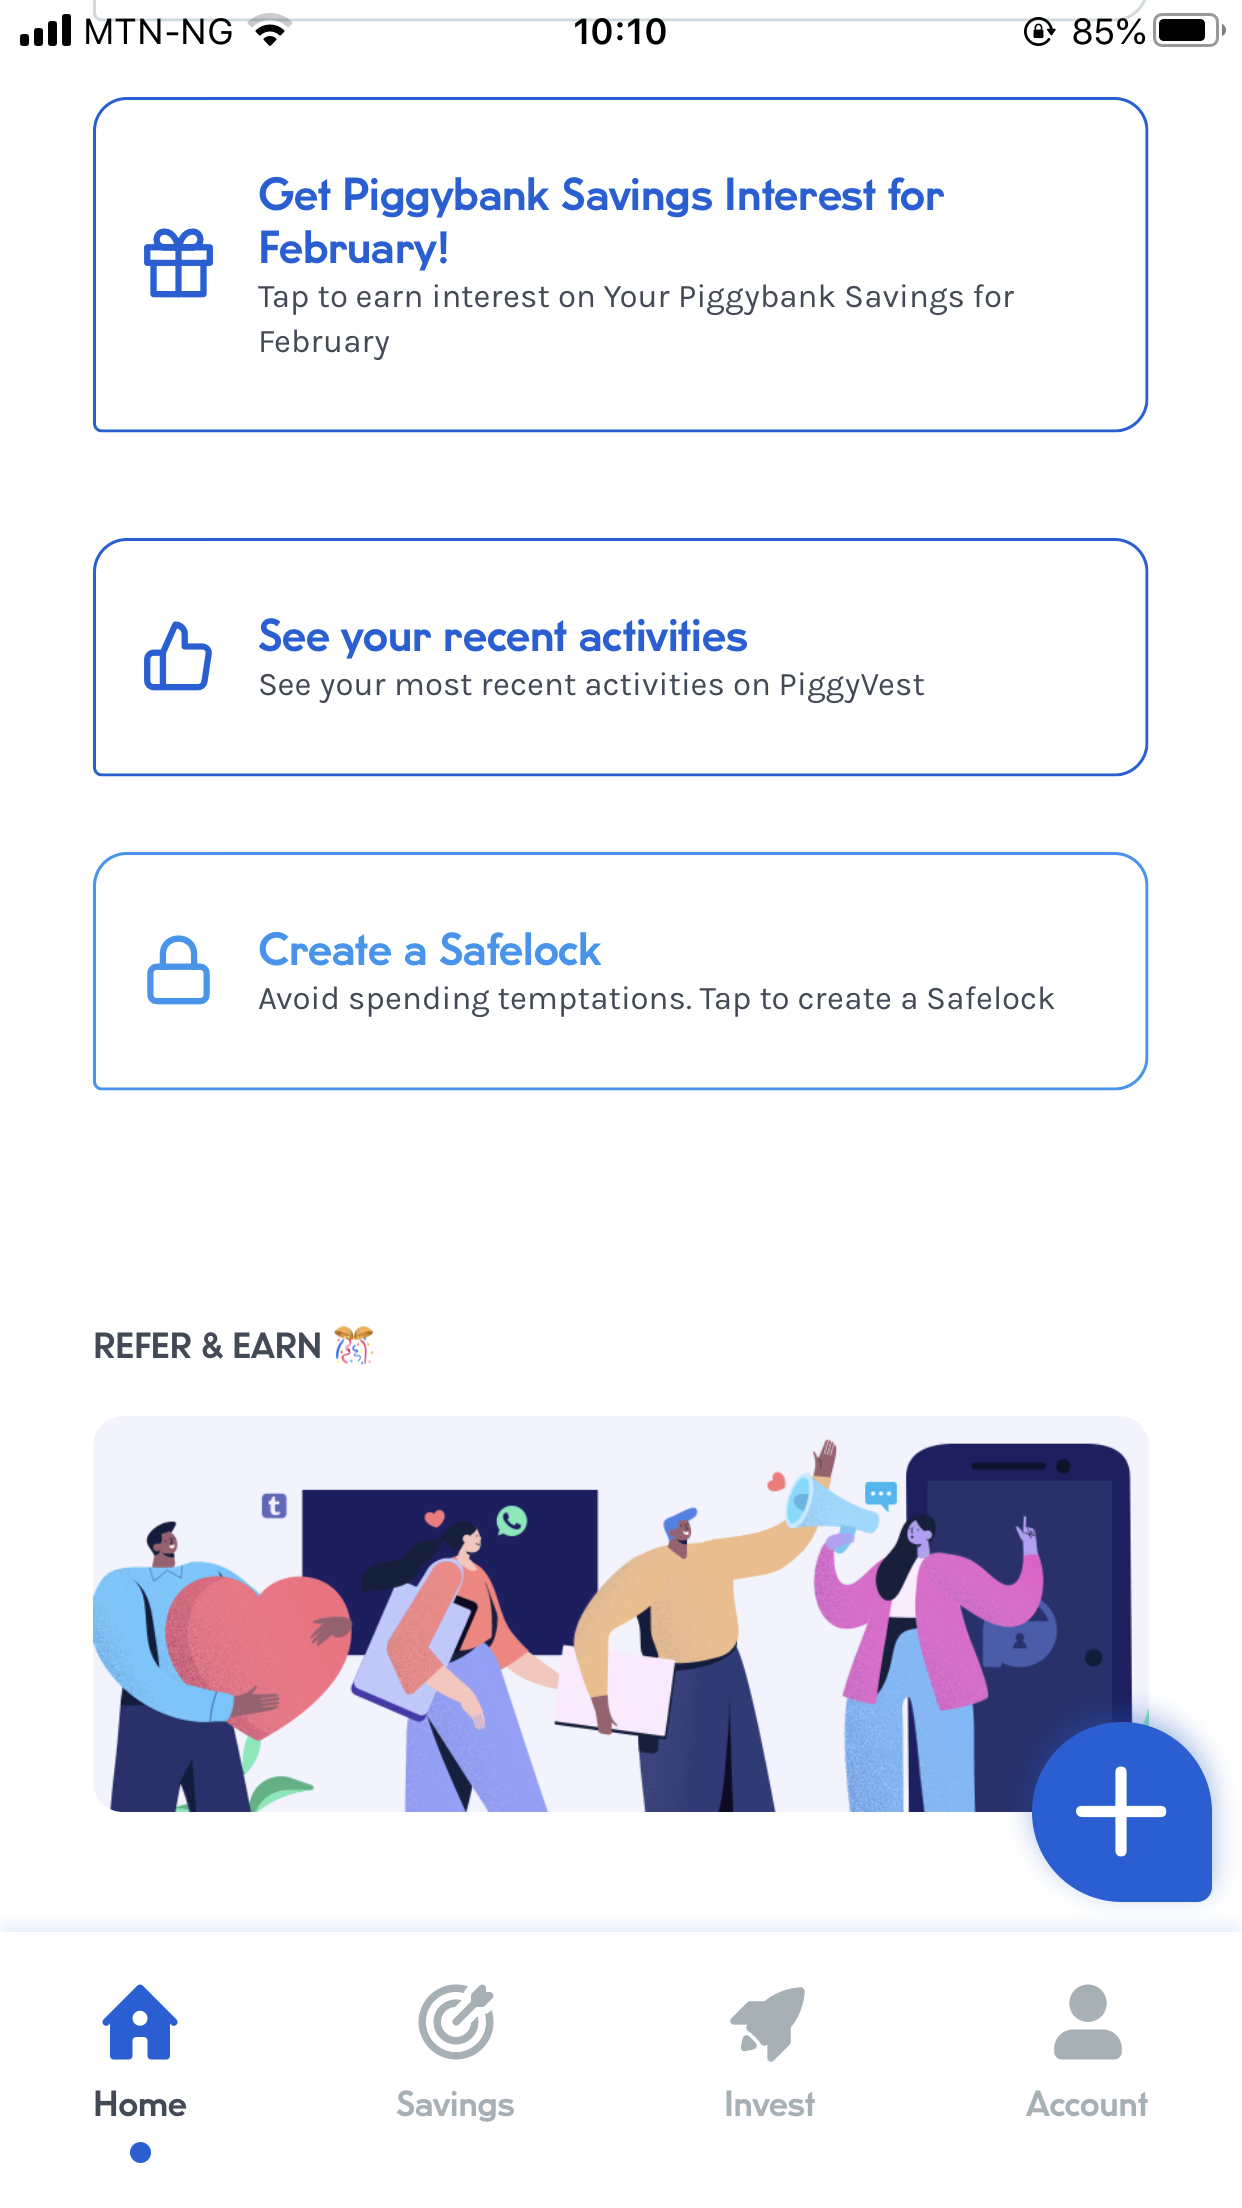 MTN-NG 10:10 85%
Get Piggybank Savings Interest for
February!
Tap to earn interest on Your Piggybank Savings for
February
See your recent activities
See your most recent activities on PiggyVest
Create a Safelock
Avoid spending temptations. Tap to create a Safelock
REFER & EARN 🎊
t
Home Savings Invest Account